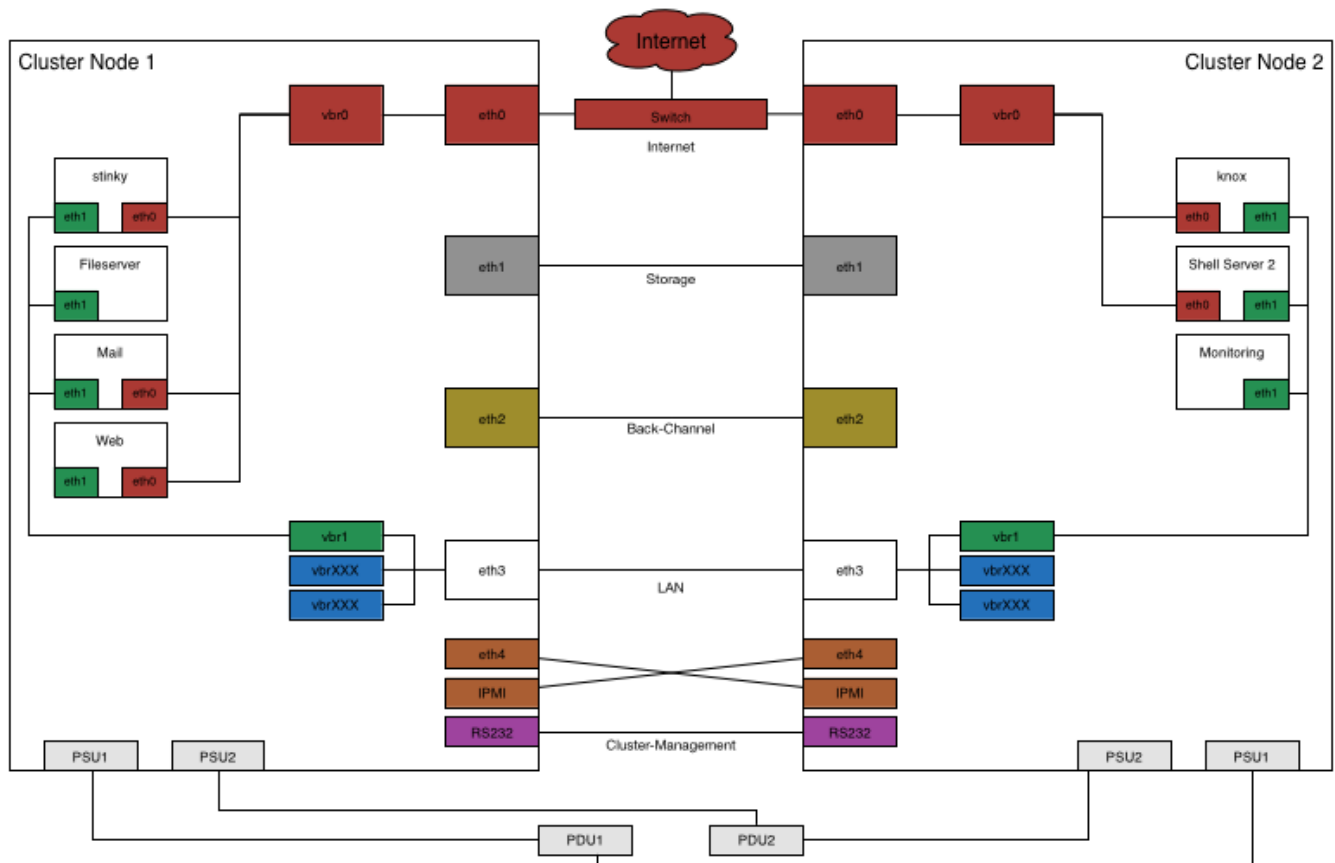 Internet
Cluster Node 1
Cluster Node 2
vbr0
eth0
Switch
eth0
vbr0
Internet
stinky
eth1
eth0
knox
eth0
eth1
Fileserver
eth1
Shell Server 2
eth0
eth1
eth1
Storage
eth1
Mail
eth1
eth0
Monitoring
eth1
eth2
Back-Channel
eth2
Web
eth1
eth0
vbr1
vbrXXX
vbrXXX
eth3
LAN
eth3
vbr1
vbrXXX
vbrXXX
eth4
eth4
IPMI
IPMI
RS232
Cluster-Management
RS232
PSU1
PSU2
PSU2
PSU1
PDU1
PDU2